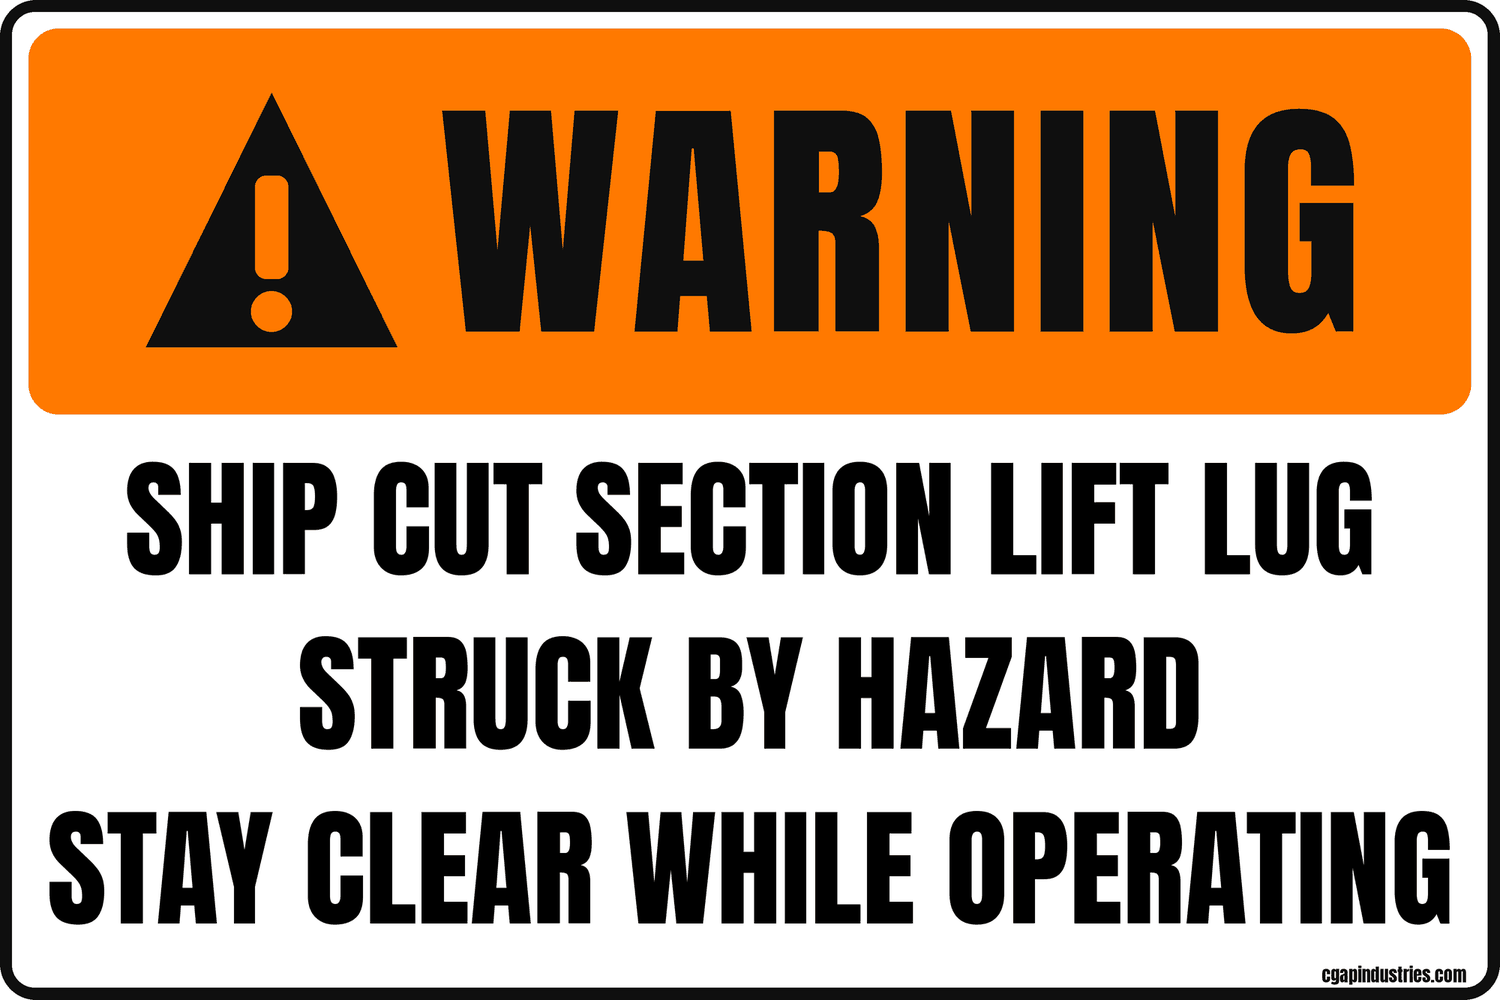 WARNING
SHIP CUT SECTION LIFT LUG
STRUCK BY HAZARD
STAY CLEAR WHILE OPERATING
cgapindustries.com